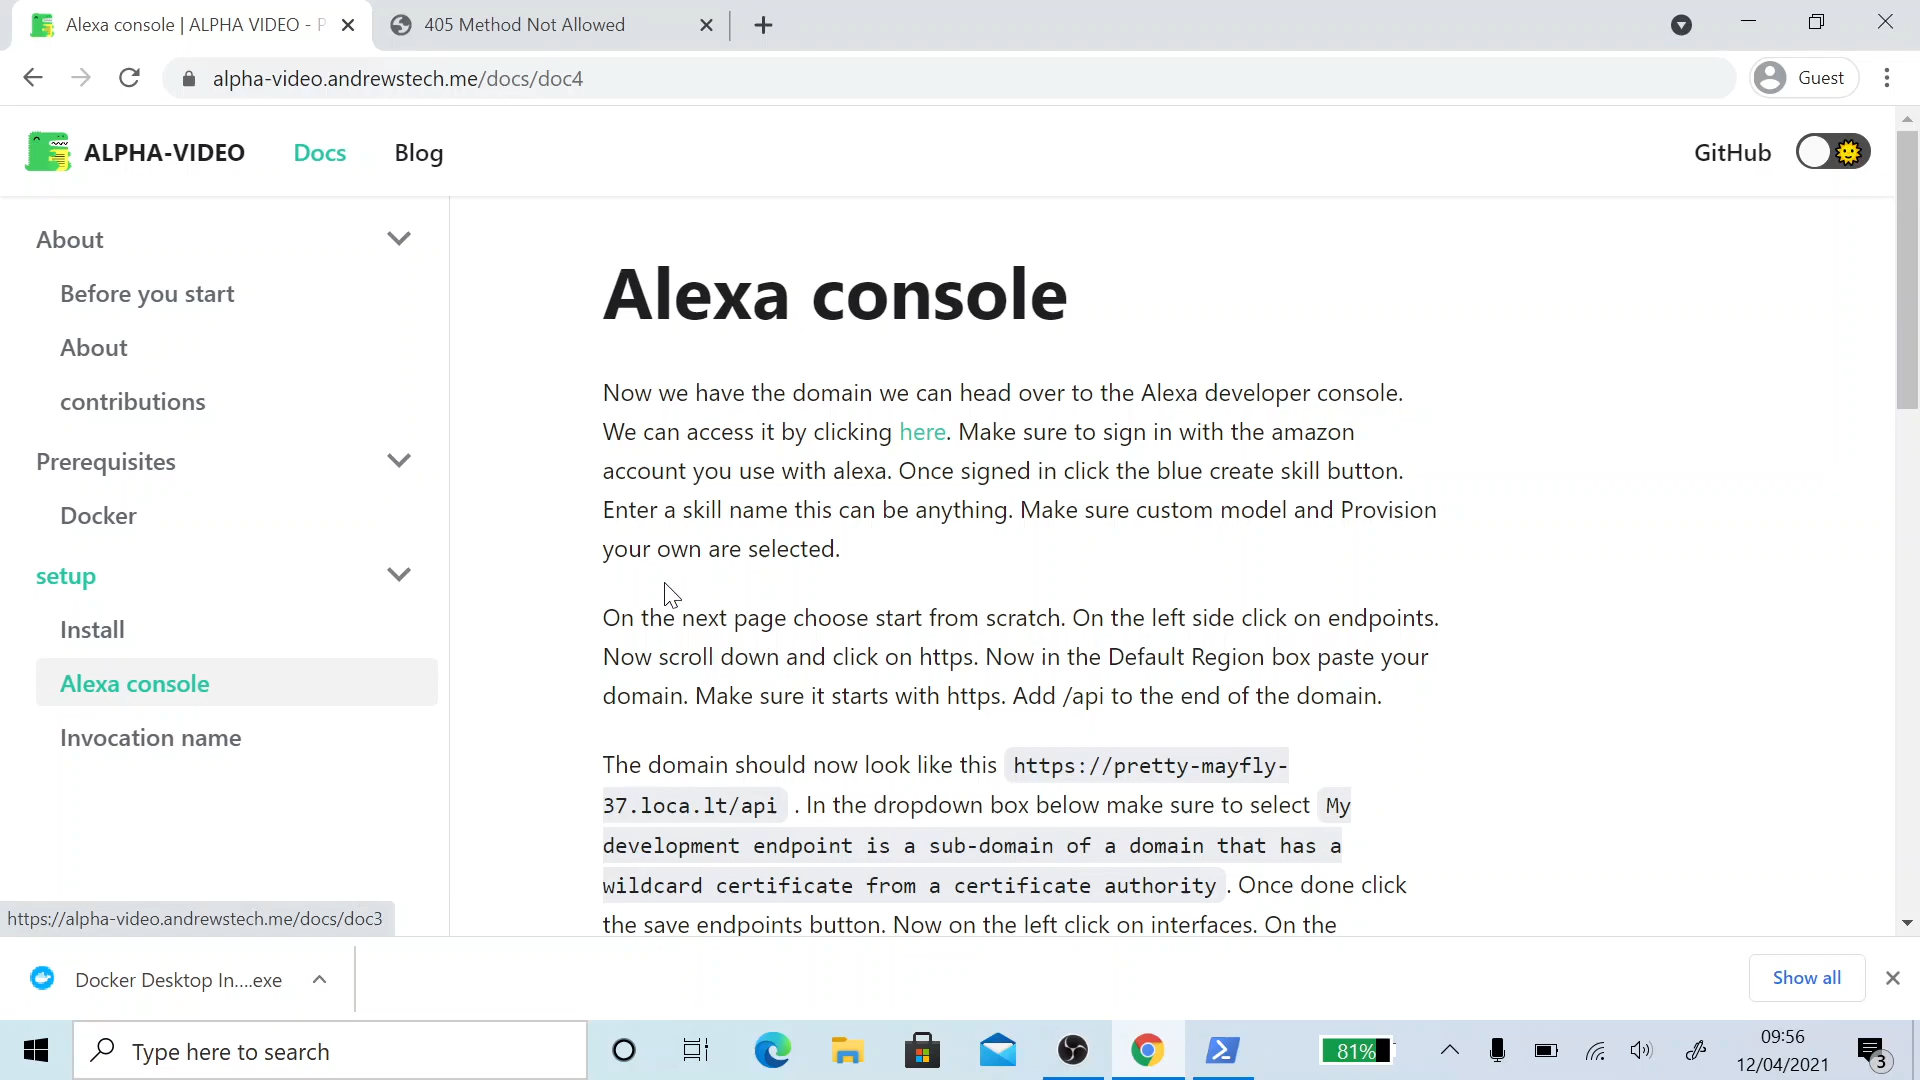 Alexa console | ALPHA VIDEO - P
405 Method Not Allowed
alpha-video.andrewstech.me/docs/doc4
Guest
ALPHA-VIDEO
Docs
Blog
GitHub
About
Before you start
About
contributions
Prerequisites
Docker
setup
Install
Alexa console
Invocation name
Alexa console
Now we have the domain we can head over to the Alexa developer console.
We can access it by clicking here. Make sure to sign in with the amazon
account you use with alexa. Once signed in click the blue create skill button.
Enter a skill name this can be anything. Make sure custom model and Provision
your own are selected.
On the next page choose start from scratch. On the left side click on endpoints.
Now scroll down and click on https. Now in the Default Region box paste your
domain. Make sure it starts with https. Add /api to the end of the domain.
The domain should now look like this https://pretty-mayfly-
37.loca.lt/api . In the dropdown box below make sure to select My
development endpoint is a sub-domain of a domain that has a
wildcard certificate from a certificate authority . Once done click
the save endpoints button. Now on the left click on interfaces. On the
https://alpha-video.andrewstech.me/docs/doc3
Docker Desktop In....exe
Show all
Type here to search
81%
09:56
12/04/2021
3